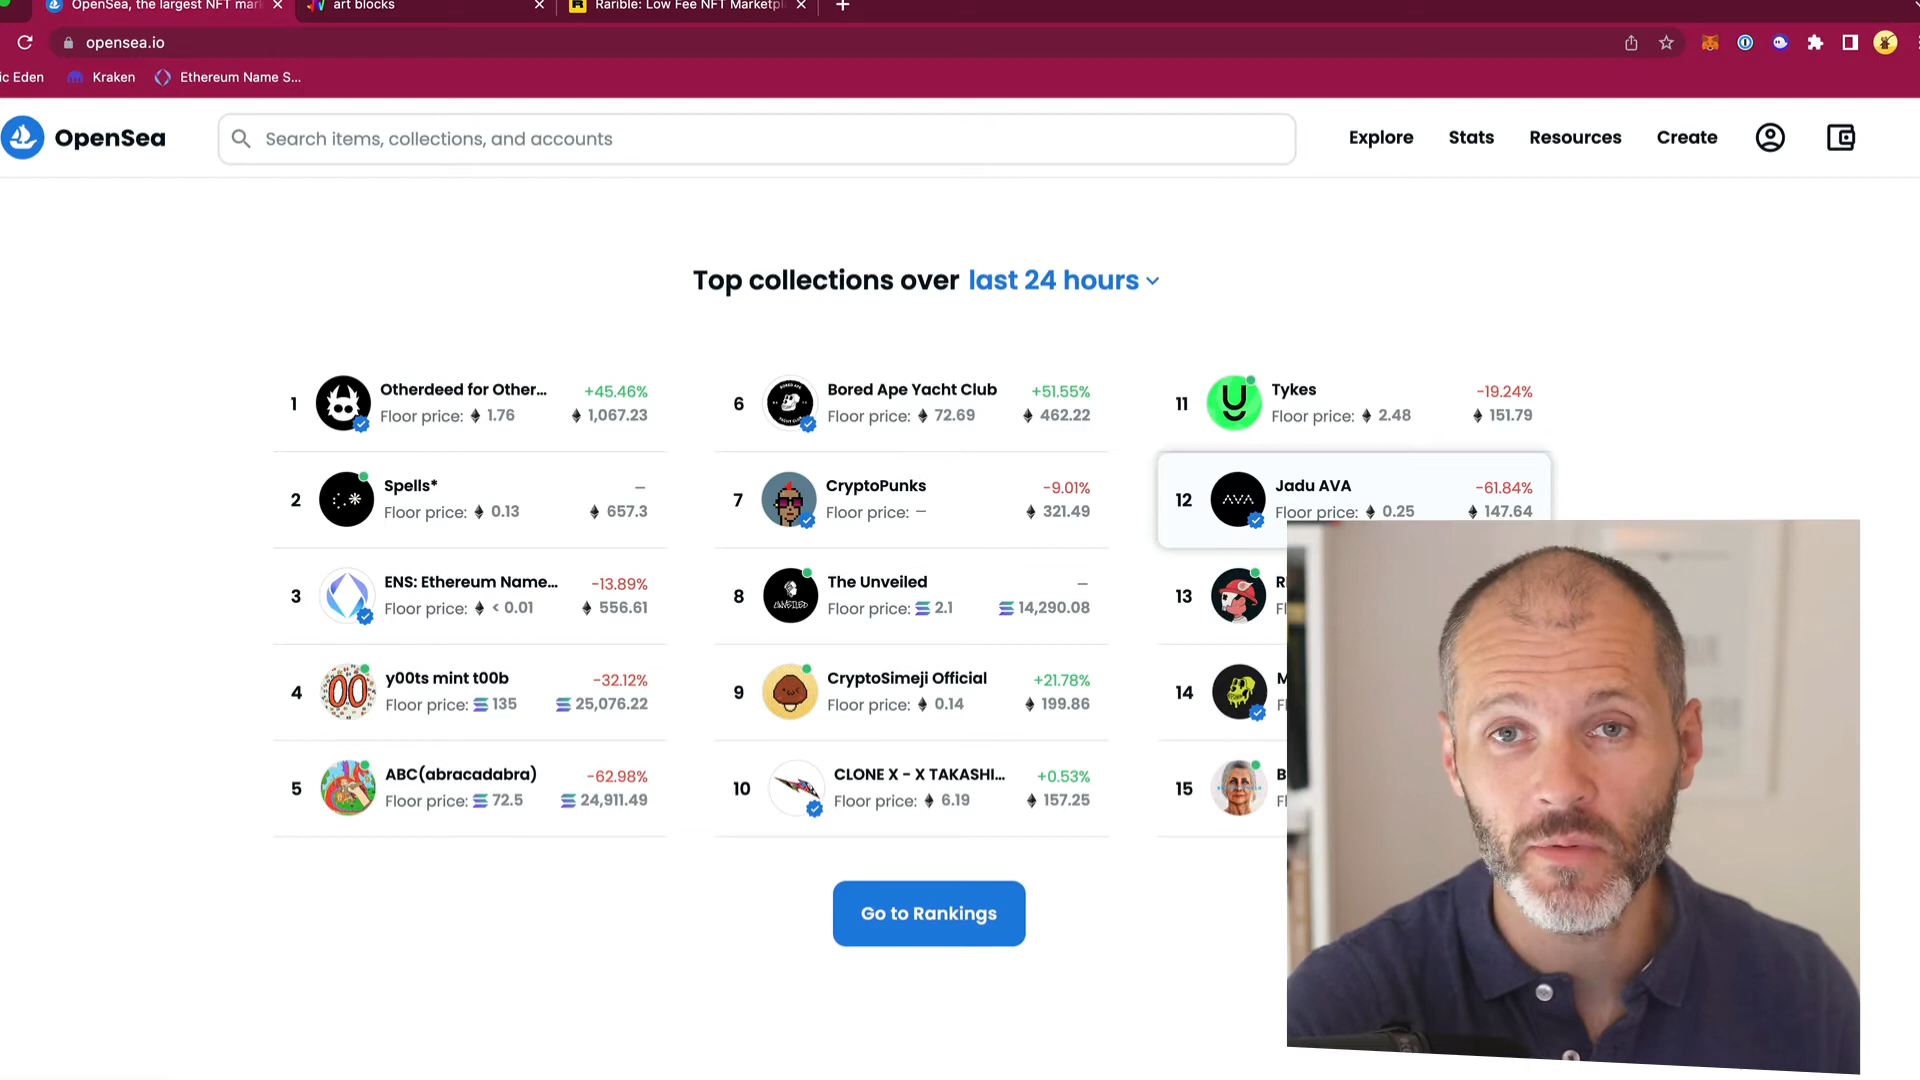 OpenSea, the largest NFT mar
art blocks
Rarible: Low Fee NFT Marketpl
opensea.io
ic Eden
Kraken
Ethereum Name S...
OpenSea
Search items, collections, and accounts
Explore
Stats
Resources
Create
Top collections over last 24 hours
1
Otherdeed for Other...
+45.46%
Floor price: 1.76
1,067.23
2
Spells*
—
Floor price: 0.13
657.3
3
ENS: Ethereum Name...
-13.89%
Floor price: < 0.01
556.61
4
y00ts mint t00b
-32.12%
Floor price: 135
25,076.22
5
ABC(abracadabra)
-62.98%
Floor price: 72.5
24,911.49
6
Bored Ape Yacht Club
+51.55%
Floor price: 72.69
462.22
7
CryptoPunks
-9.01%
Floor price: —
321.49
8
The Unveiled
—
Floor price: 2.1
14,290.08
9
CryptoSimeji Official
+21.78%
Floor price: 0.14
199.86
10
CLONE X - X TAKASHI...
+0.53%
Floor price: 6.19
157.25
11
Tykes
-19.24%
Floor price: 2.48
151.79
12
Jadu AVA
-61.84%
Floor price: 0.25
147.64
13
14
15
Go to Rankings